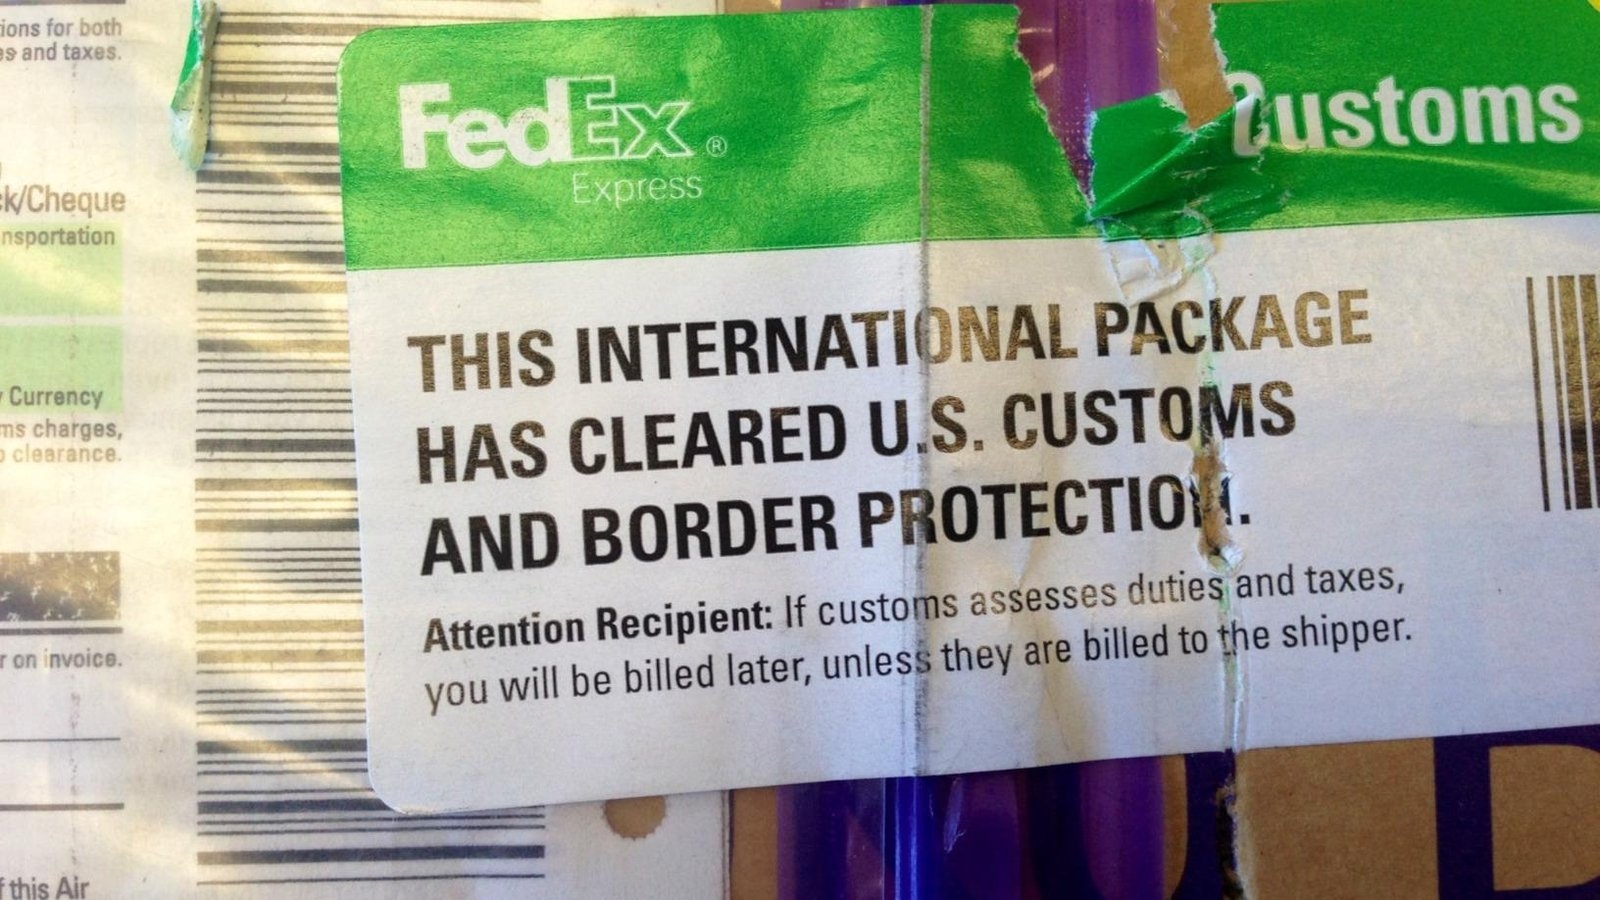 ions for both
es and taxes.
ck/Cheque
nsportation
y Currency
ms charges,
o clearance.
r on invoice.
f this Air
FedEx®
Express
Customs
THIS INTERNATIONAL PACKAGE
HAS CLEARED U.S. CUSTOMS
AND BORDER PROTECTION.
Attention Recipient: If customs assesses duties and taxes,
you will be billed later, unless they are billed to the shipper.